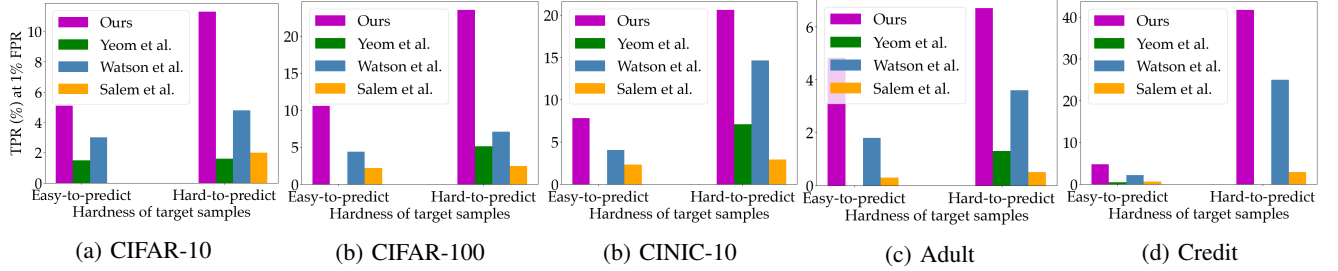 TPR (%) at 1% FPR
10
8
6
4
2
0
Ours
Yeom et al.
Watson et al.
Salem et al.
Easy-to-predict
Hard-to-predict
Hardness of target samples
(a) CIFAR-10
20
15
10
5
0
Ours
Yeom et al.
Watson et al.
Salem et al.
Easy-to-predict
Hard-to-predict
Hardness of target samples
(b) CIFAR-100
20
15
10
5
0
Ours
Yeom et al.
Watson et al.
Salem et al.
Easy-to-predict
Hard-to-predict
Hardness of target samples
(b) CINIC-10
6
4
2
0
Ours
Yeom et al.
Watson et al.
Salem et al.
Easy-to-predict
Hard-to-predict
Hardness of target samples
(c) Adult
40
30
20
10
0
Ours
Yeom et al.
Watson et al.
Salem et al.
Easy-to-predict
Hard-to-predict
Hardness of target samples
(d) Credit